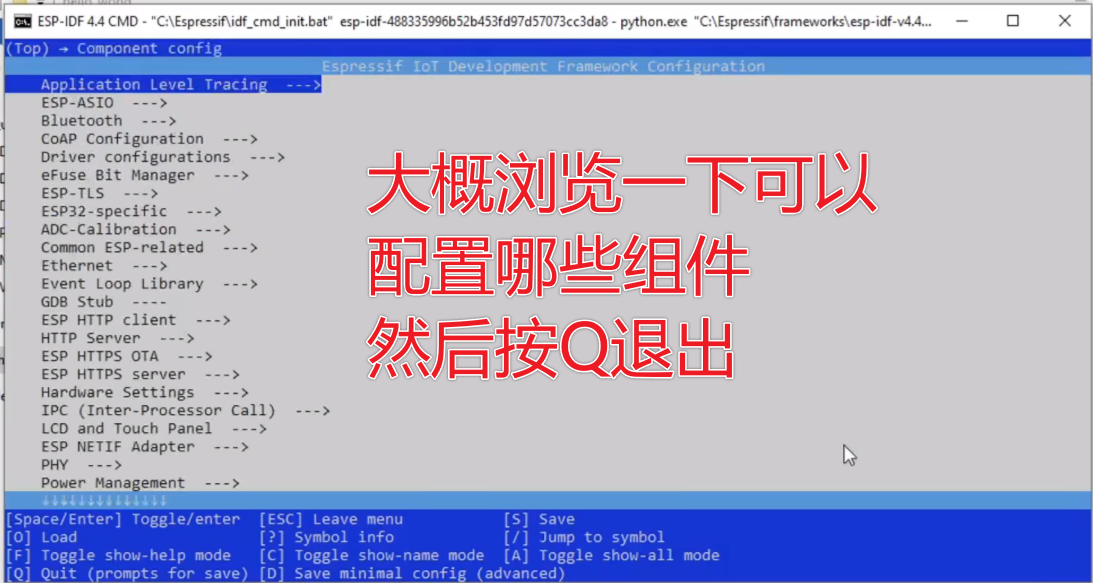 ESP-IDF 4.4 CMD - "C:\Espressif\idf_cmd_init.bat" esp-idf-488335996b52b453fd97d57073cc3da8 - python.exe "C:\Espressif\frameworks\esp-idf-v4.4...
(Top) → Component config
Espressif IoT Development Framework Configuration
Application Level Tracing --->
ESP-ASIO --->
Bluetooth --->
CoAP Configuration --->
Driver configurations --->
eFuse Bit Manager --->
ESP-TLS --->
ESP32-specific --->
ADC-Calibration --->
Common ESP-related --->
Ethernet --->
Event Loop Library --->
GDB Stub ----
ESP HTTP client --->
HTTP Server --->
ESP HTTPS OTA --->
ESP HTTPS server --->
Hardware Settings --->
IPC (Inter-Processor Call) --->
LCD and Touch Panel --->
ESP NETIF Adapter --->
PHY --->
Power Management --->
↓↓↓↓↓↓↓↓↓↓↓↓↓↓
大概浏览一下可以
配置哪些组件
然后按Q退出
[Space/Enter] Toggle/enter [ESC] Leave menu [S] Save
[O] Load [?] Symbol info [/] Jump to symbol
[F] Toggle show-help mode [C] Toggle show-name mode [A] Toggle show-all mode
[Q] Quit (prompts for save) [D] Save minimal config (advanced)